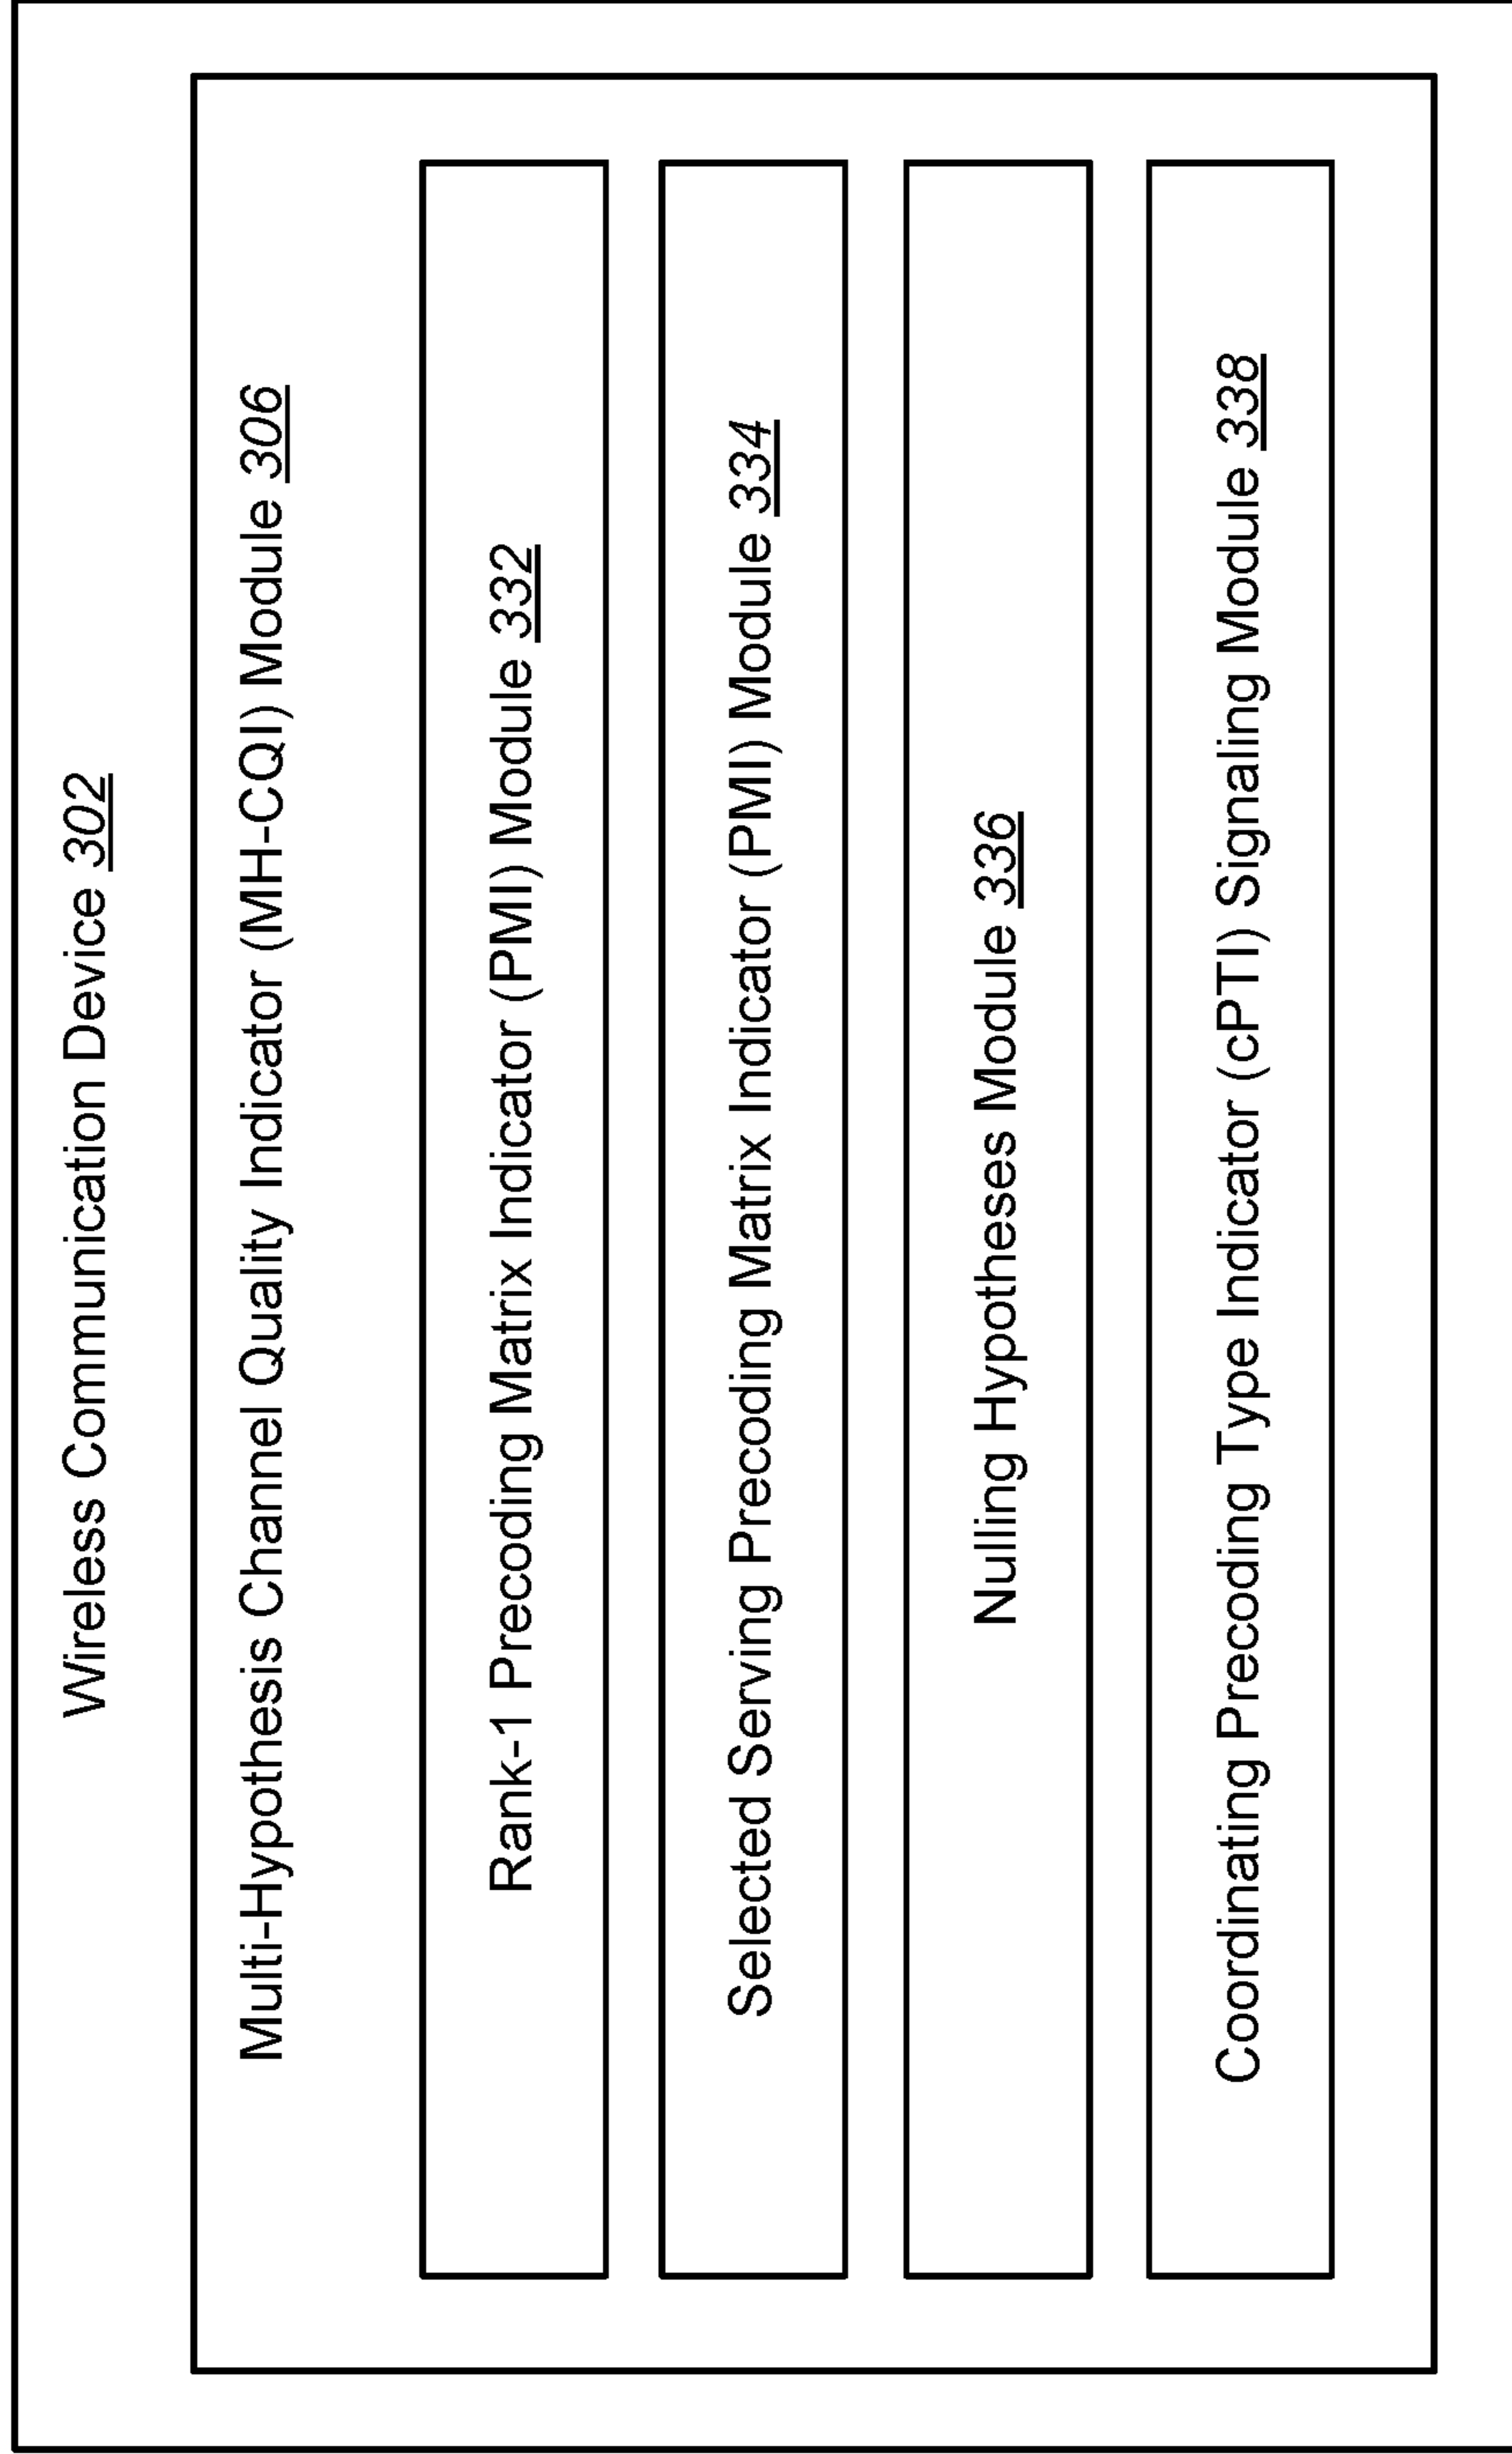 Wireless Communication Device 302
Multi-Hypothesis Channel Quality Indicator (MH-CQI) Module 306
Rank-1 Precoding Matrix Indicator (PMI) Module 332
Selected Serving Precoding Matrix Indicator (PMI) Module 334
Nulling Hypotheses Module 336
Coordinating Precoding Type Indicator (cPTI) Signaling Module 338